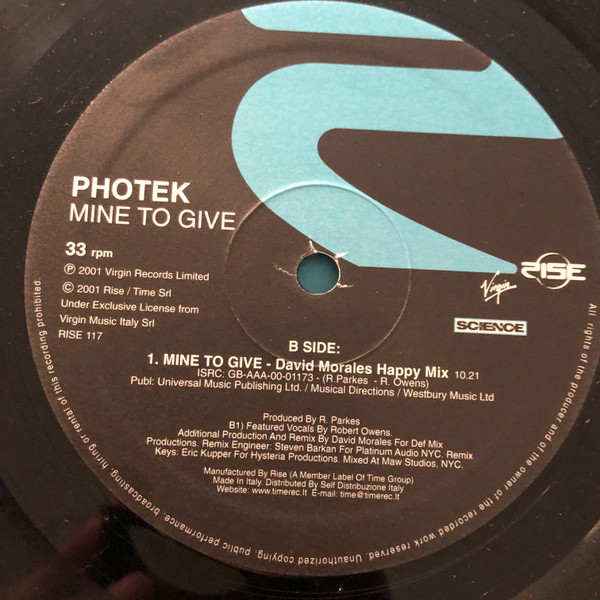 PHOTEK
MINE TO GIVE
33 rpm
℗ 2001 Virgin Records Limited
© 2001 Rise / Time Srl
Under Exclusive License from
Virgin Music Italy Srl
RISE 117
Virgin
RISE
SCIENCE
B SIDE:
1. MINE TO GIVE - David Morales Happy Mix 10.21
ISRC: GB-AAA-00-01173 - (R.Parkes - R. Owens)
Publ: Universal Music Publishing Ltd. / Musical Directions / Westbury Music Ltd
Produced By R. Parkes
B1) Featured Vocals By Robert Owens.
Additional Production And Remix By David Morales For Def Mix
Productions. Remix Engineer: Steven Barkan For Platinum Audio NYC. Remix
Keys: Eric Kupper For Hysteria Productions. Mixed At Maw Studios, NYC.
Manufactured By Rise (A Member Label Of Time Group)
Made In Italy. Distributed By Self Distribuzione Italy
Website: www.timerec.It E-mail: time@timerec.It
All rights of the producer and of the owner of the recorded work reserved. Unauthorized copying, public performance, broadcasting, hiring or rental of this recording prohibited.